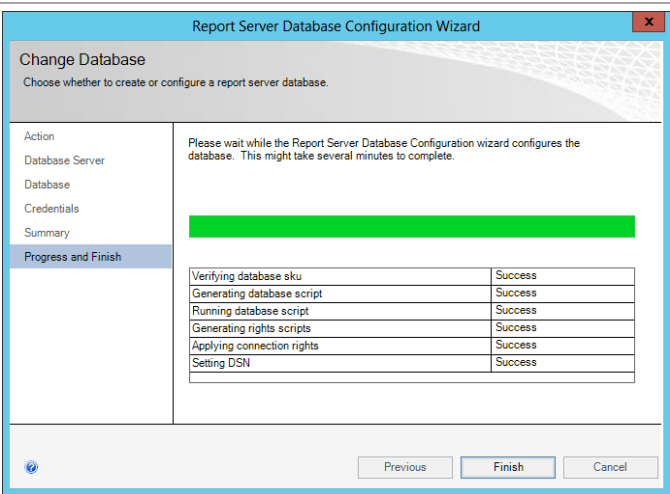 Report Server Database Configuration Wizard
x
Change Database
Choose whether to create or configure a report server database.
Action
Database Server
Database
Credentials
Summary
Progress and Finish
Please wait while the Report Server Database Configuration wizard configures the
database. This might take several minutes to complete.
Verifying database sku Success
Generating database script Success
Running database script Success
Generating rights scripts Success
Applying connection rights Success
Setting DSN Success
?
Previous Finish Cancel